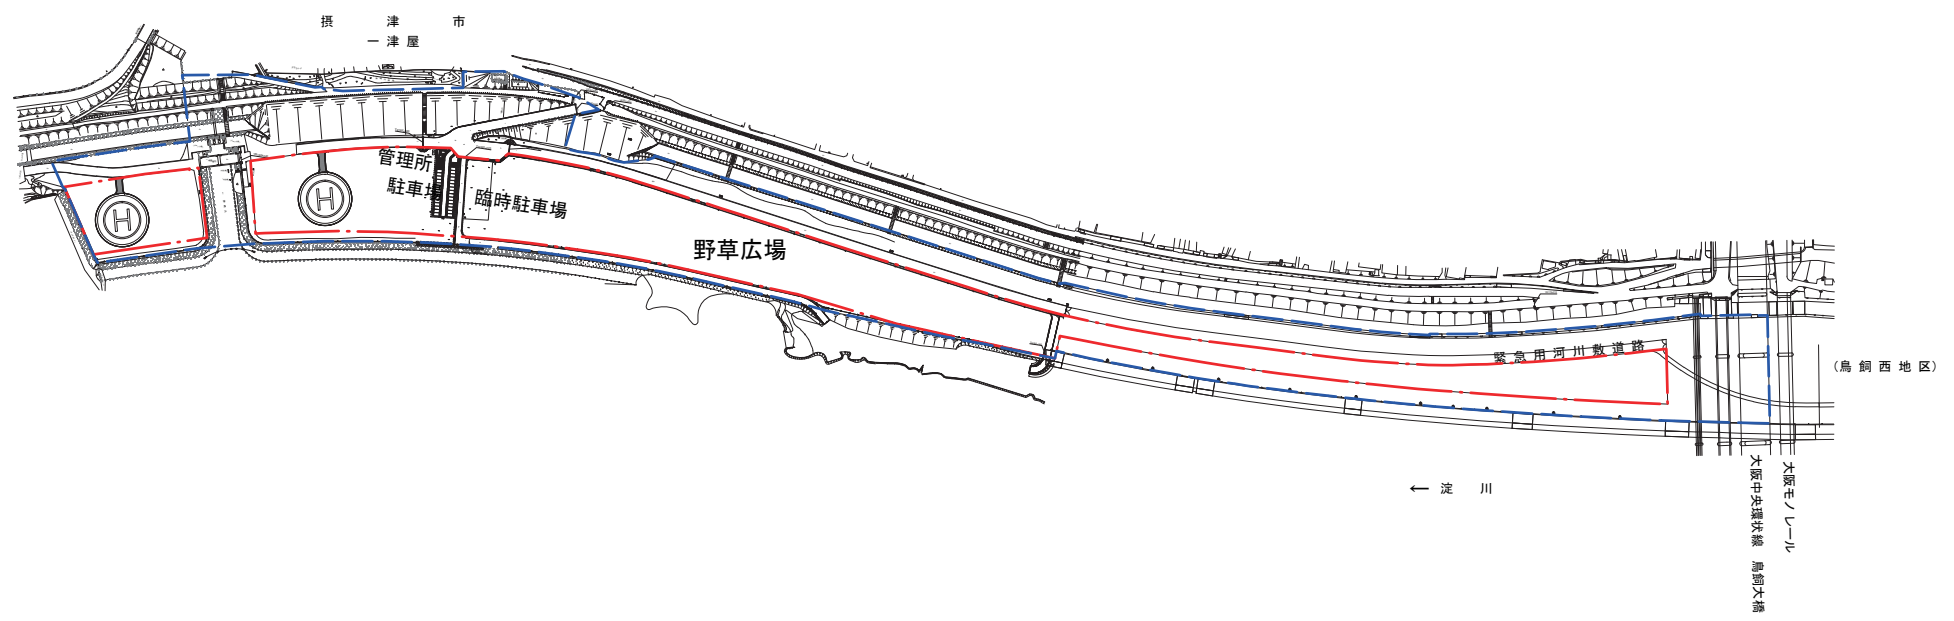 摂津市
一津屋
管理所
駐車場
臨時駐車場
野草広場
H
H
緊急用河川敷道路
(鳥飼西地区)
← 淀川
大阪中央環状線 鳥飼大橋
大阪モノレール